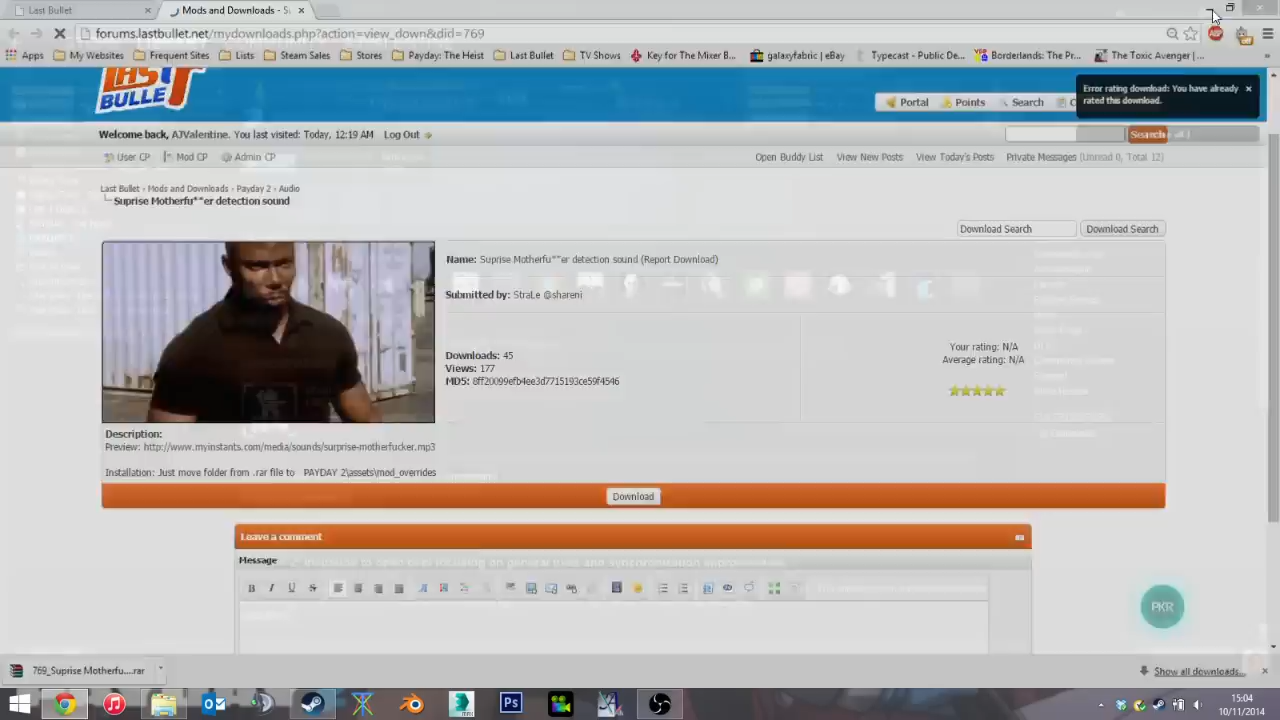 Last Bullet
Mods and Downloads - S
forums.lastbullet.net/mydownloads.php?action=view_down&did=769
Apps My Websites Frequent Sites Lists Steam Sales Stores Payday: The Heist Last Bullet TV Shows Key for The Mixer B... galaxyfabric | eBay Typecast - Public De... Borderlands: The Pr... The Toxic Avenger |...
LAST
BULLET
Error rating download: You have already
rated this download.
Portal Points Search
Welcome back, AJValentine. You last visited: Today, 12:19 AM Log Out
Search
User CP Mod CP Admin CP
Open Buddy List View New Posts View Today's Posts Private Messages (Unread 0, Total 12)
Last Bullet › Mods and Downloads › Payday 2 › Audio
Suprise Motherfu**er detection sound
Download Search Download Search
Name: Suprise Motherfu**er detection sound (Report Download)
Submitted by: StraLe @shareni
Your rating: N/A
Average rating: N/A
Downloads: 45
Views: 177
MD5: 8ff20099efb4ee3d7715193ce59f4546
Description:
Preview: http://www.myinstants.com/media/sounds/surprise-motherfucker.mp3
Installation: Just move folder from .rar file to PAYDAY 2\assets\mod_overrides
Download
Leave a comment
Message
PKR
769_Suprise Motherfu....rar
Show all downloads...
15:04
10/11/2014